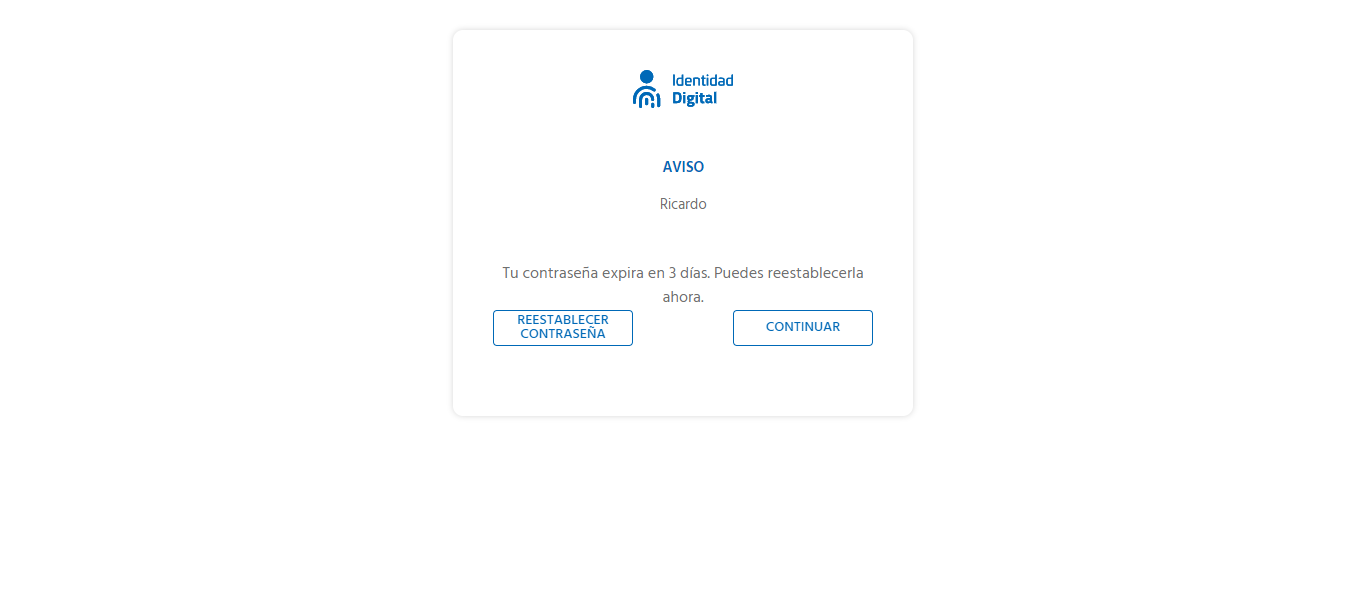 Identidad
Digital
AVISO
Ricardo
Tu contraseña expira en 3 días. Puedes reestablecerla
ahora.
REESTABLECER
CONTRASEÑA
CONTINUAR